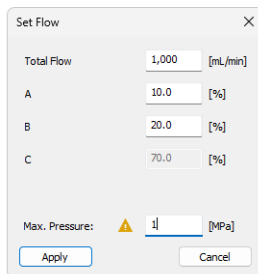 Set Flow
Total Flow 1,000 [mL/min]
A 10.0 [%]
B 20.0 [%]
C 70.0 [%]
Max. Pressure: 1 [MPa]
Apply Cancel